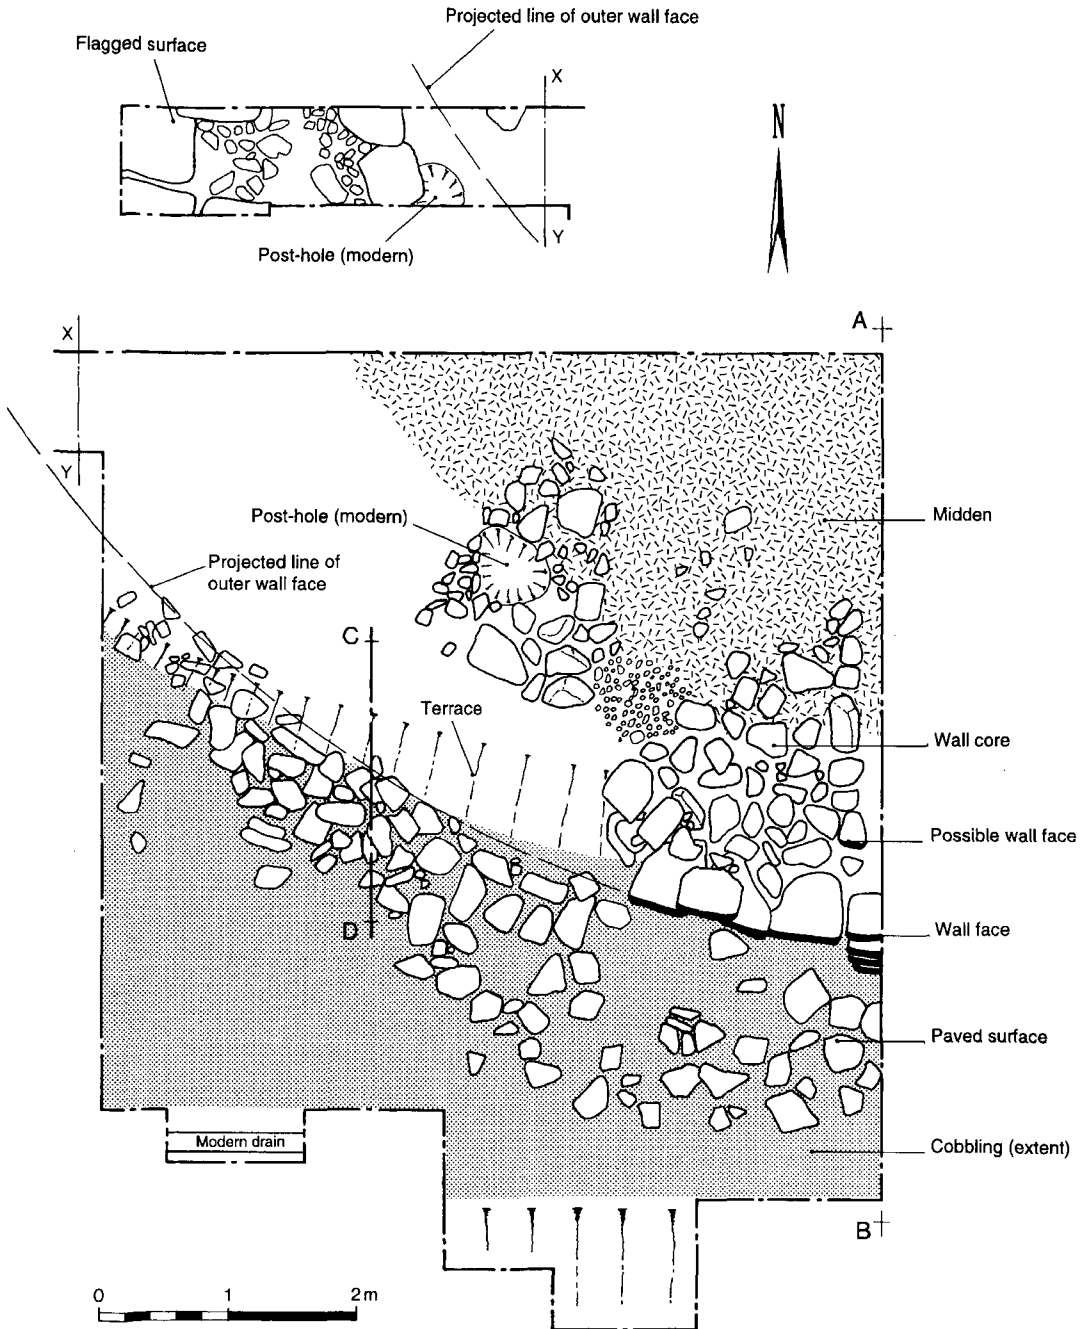 Projected line of outer wall face
Flagged surface
X
N
Y
Post-hole (modern)
A
X
Y
Post-hole (modern)
Midden
Projected line of
outer wall face
C
Terrace
Wall core
Possible wall face
D
Wall face
Paved surface
Modern drain
Cobbling (extent)
B
0 1 2m